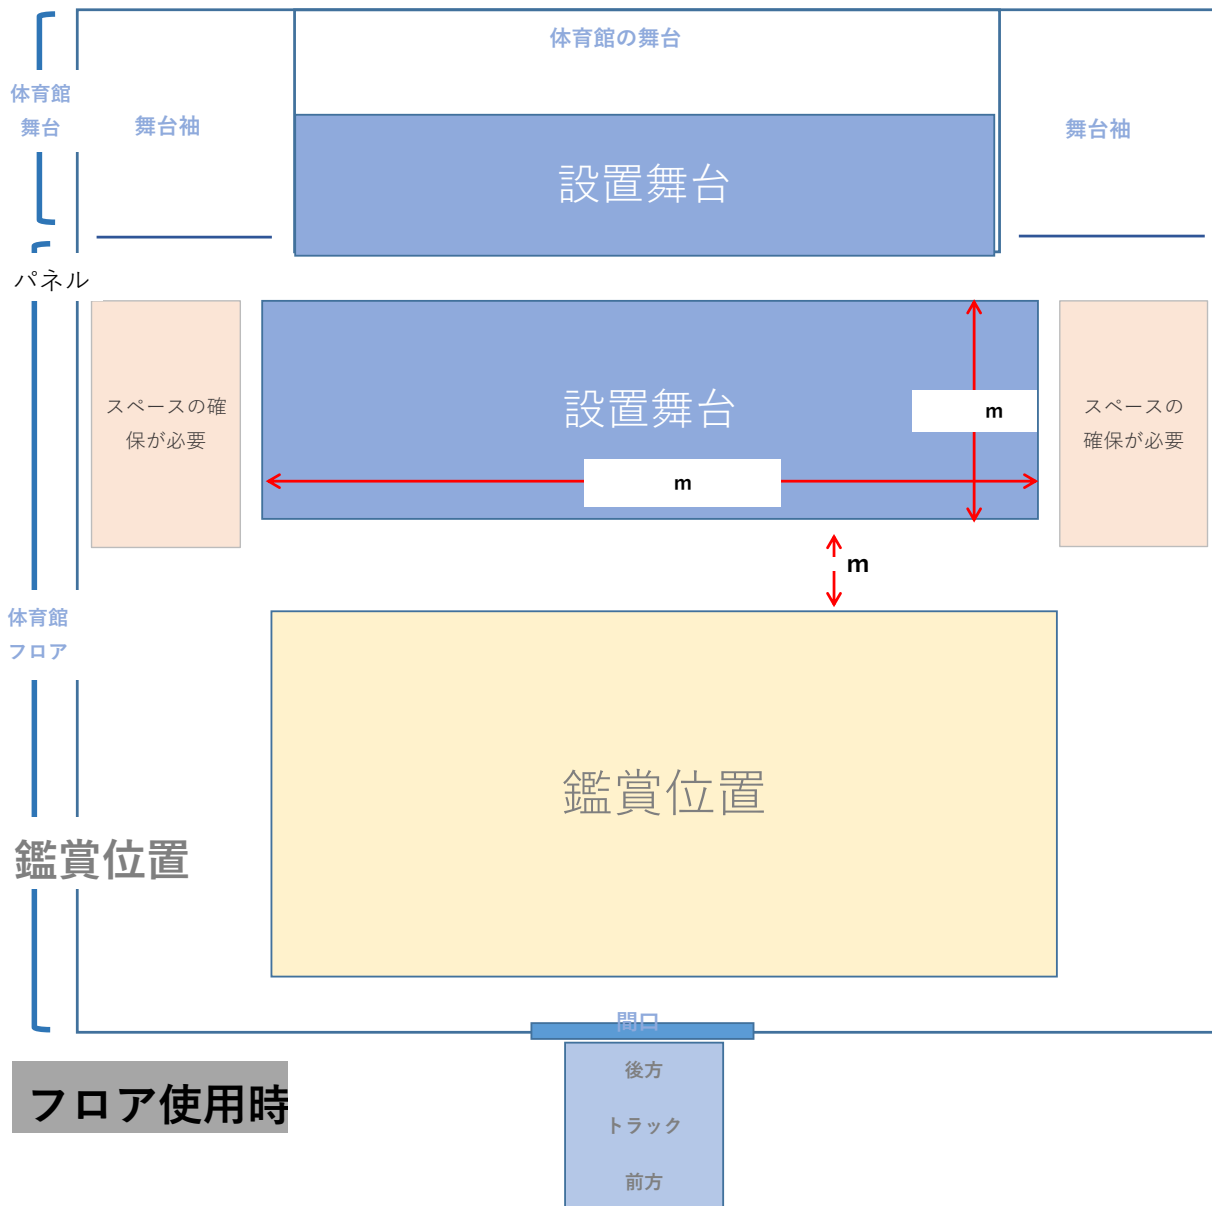 体育館の舞台
体育館
舞台
舞台袖
舞台袖
設置舞台
パネル
スペースの確
保が必要
設置舞台
m
m
スペースの
確保が必要
m
体育館
フロア
鑑賞位置
鑑賞位置
間口
後方
トラック
前方
フロア使用時